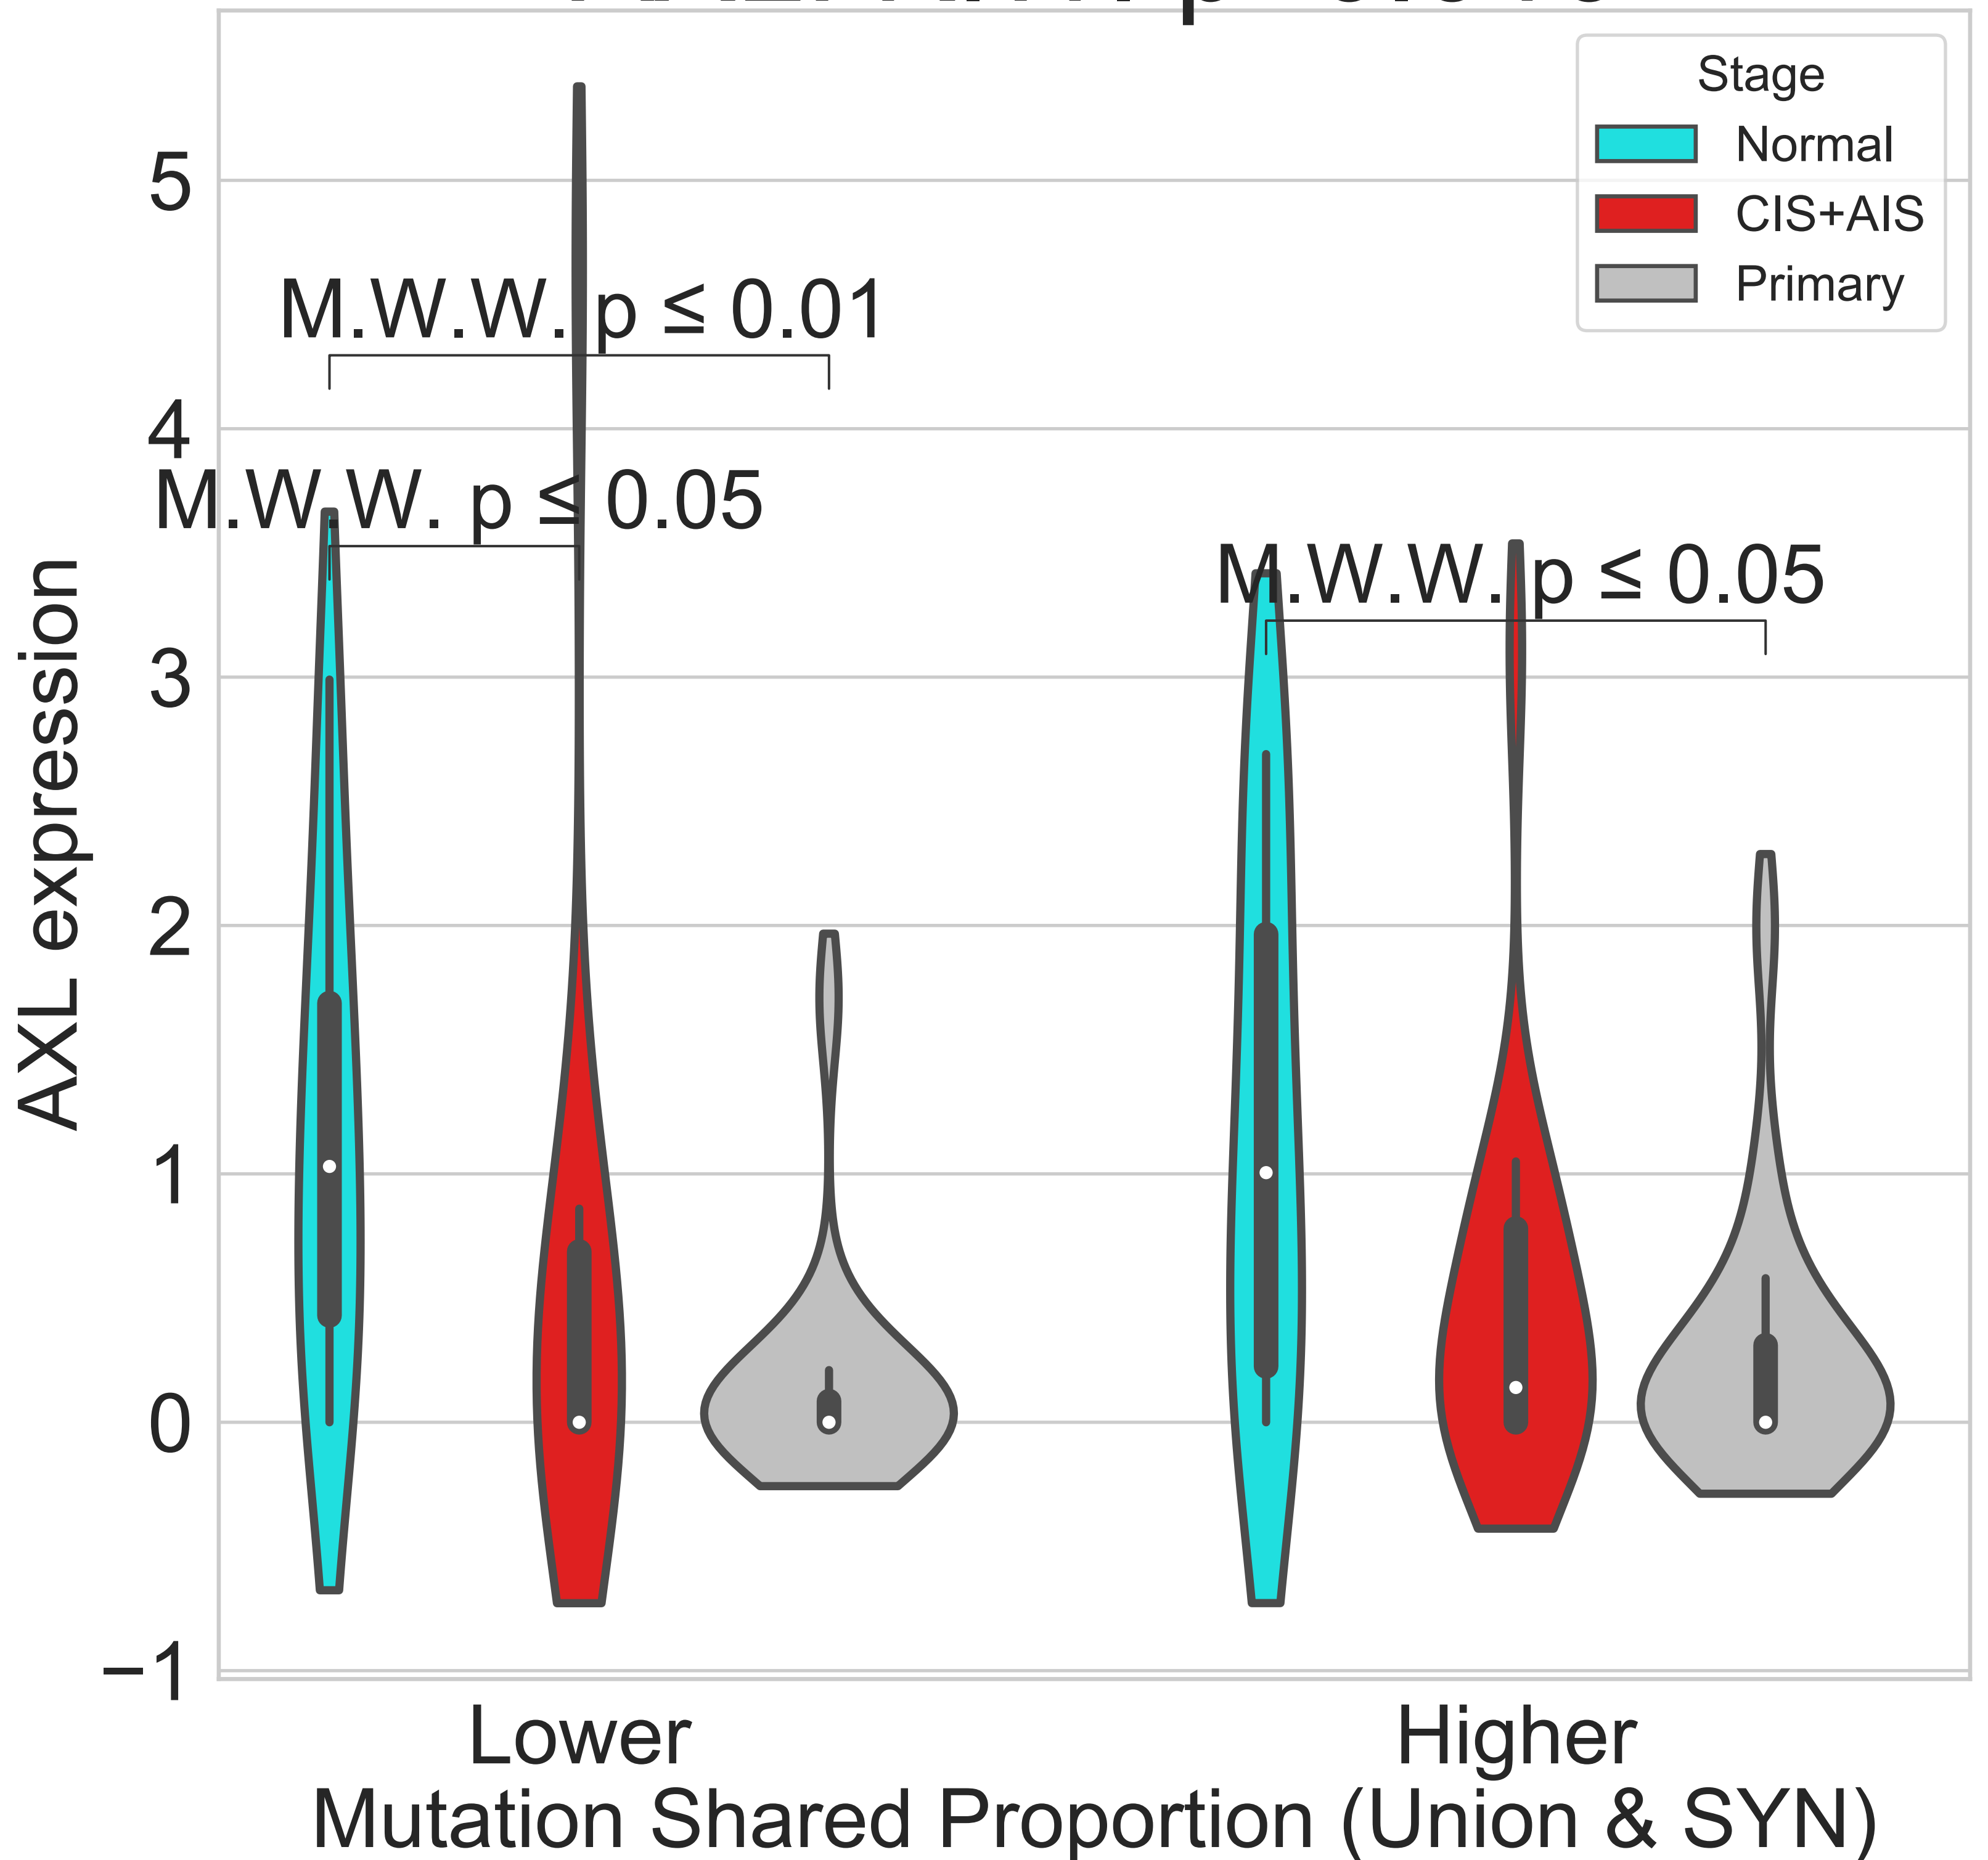 Stage
Normal
CIS+AIS
Primary
5
4
3
2
1
0
−1
M.W.W. p ≤ 0.01
M.W.W. p ≤ 0.05
M.W.W. p ≤ 0.05
AXL expression
Lower
Higher
Mutation Shared Proportion (Union & SYN)